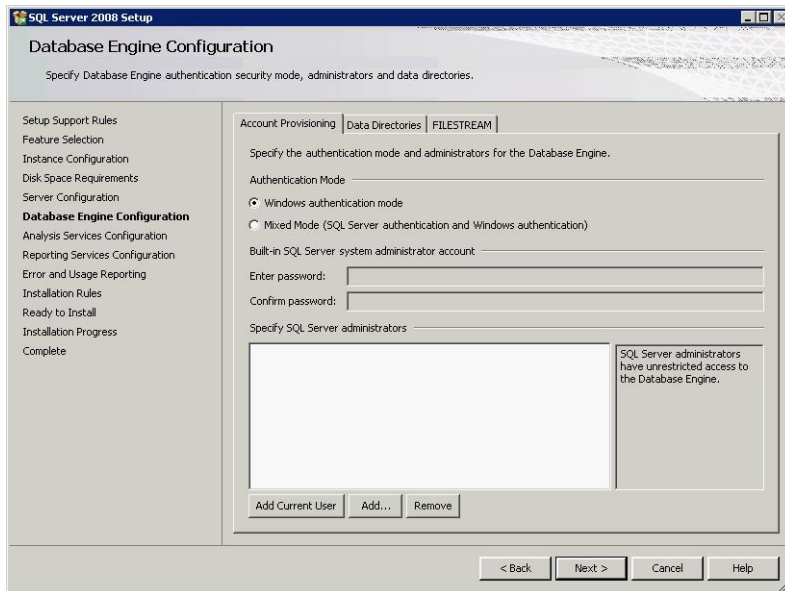 SQL Server 2008 Setup
Database Engine Configuration
Specify Database Engine authentication security mode, administrators and data directories.
Setup Support Rules
Feature Selection
Instance Configuration
Disk Space Requirements
Server Configuration
Database Engine Configuration
Analysis Services Configuration
Reporting Services Configuration
Error and Usage Reporting
Installation Rules
Ready to Install
Installation Progress
Complete
Account Provisioning Data Directories FILESTREAM
Specify the authentication mode and administrators for the Database Engine.
Authentication Mode
Windows authentication mode
Mixed Mode (SQL Server authentication and Windows authentication)
Built-in SQL Server system administrator account
Enter password:
Confirm password:
Specify SQL Server administrators
SQL Server administrators
have unrestricted access to
the Database Engine.
Add Current User Add... Remove
< Back Next > Cancel Help